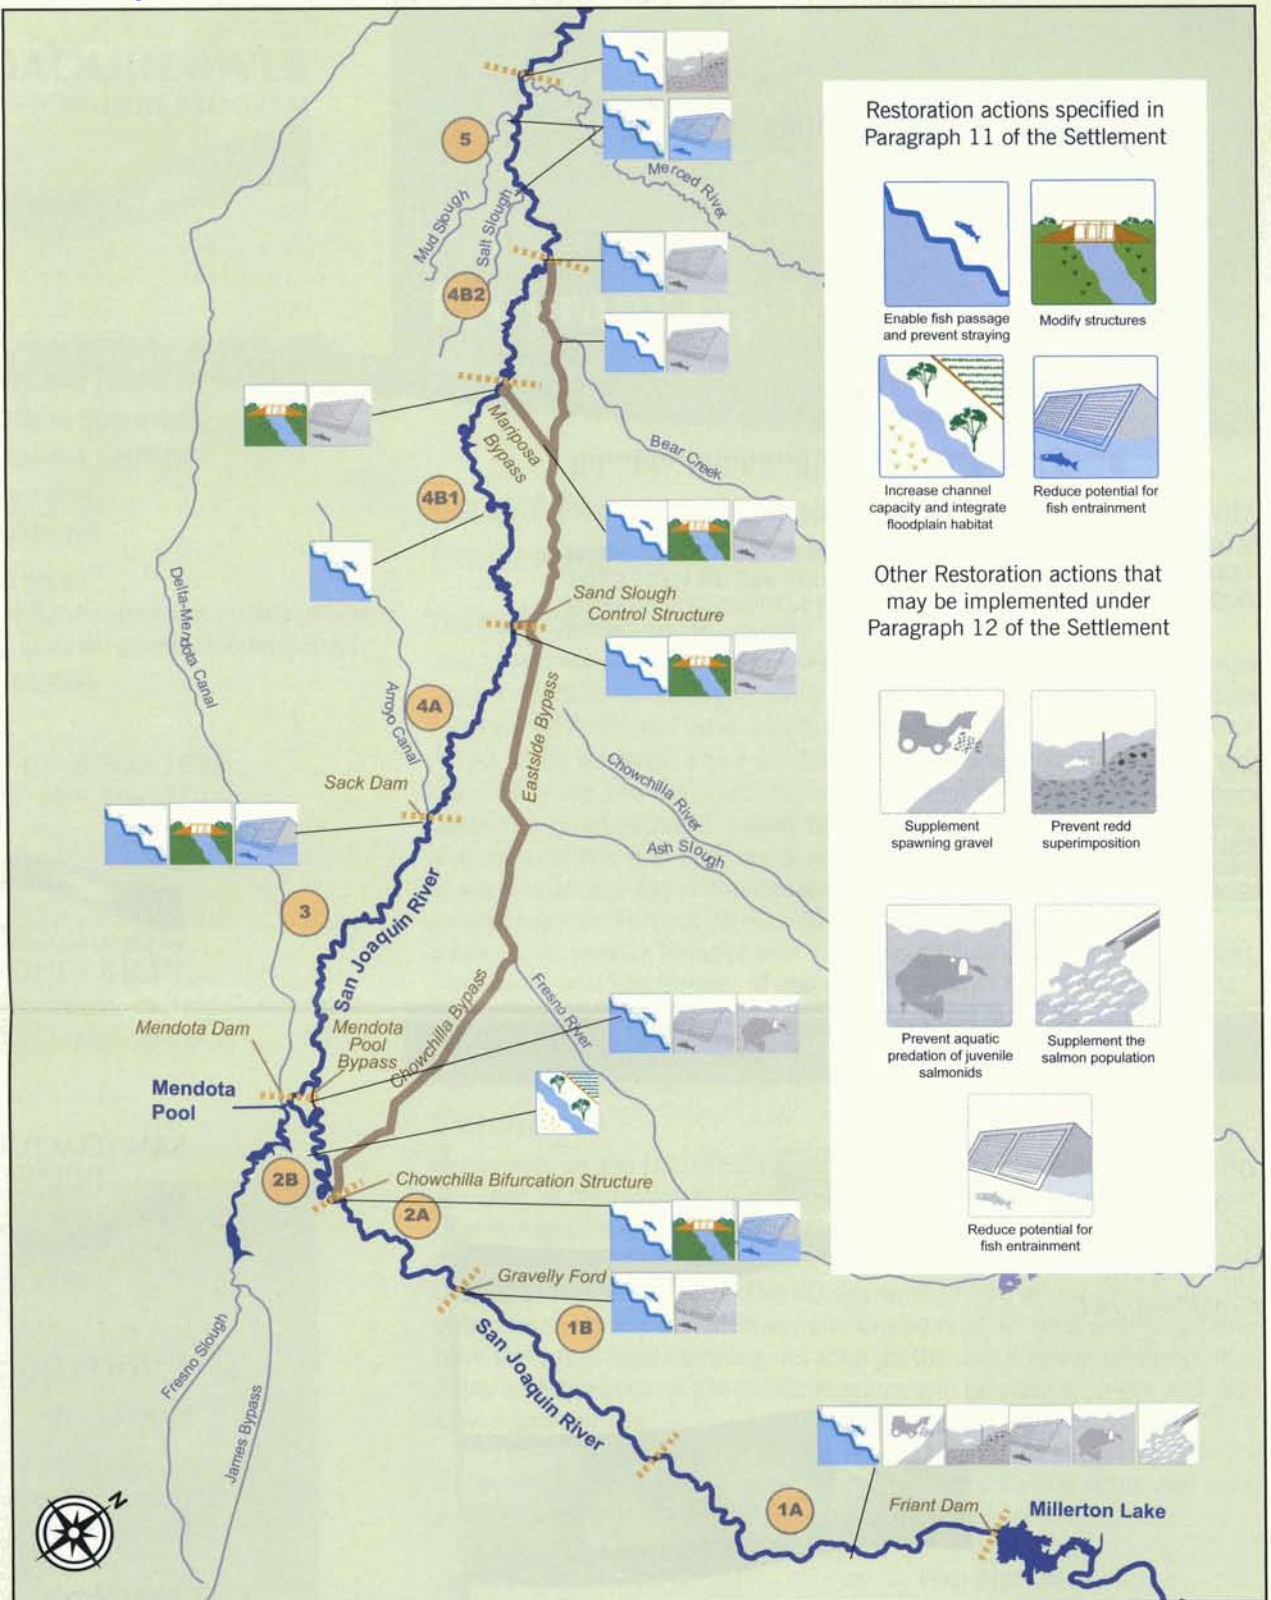 5
Mud Slough
Salt Slough
Merced River
4B2
Mariposa
Bypass
Bear Creek
4B1
Delta-Mendota Canal
Sand Slough
Control Structure
Arroyo Canal
4A
Eastside Bypass
Sack Dam
Chowchilla River
Ash Slough
3
San Joaquin River
Chowchilla Bypass
Fresno River
Mendota Dam
Mendota
Pool
Bypass
Mendota
Pool
2B
Chowchilla Bifurcation Structure
2A
Gravelly Ford
1B
San Joaquin River
Fresno Slough
James Bypass
N
1A
Friant Dam
Millerton Lake
Restoration actions specified in
Paragraph 11 of the Settlement
Enable fish passage
and prevent straying
Modify structures
Increase channel
capacity and integrate
floodplain habitat
Reduce potential for
fish entrainment
Other Restoration actions that
may be implemented under
Paragraph 12 of the Settlement
Supplement
spawning gravel
Prevent redd
superimposition
Prevent aquatic
predation of juvenile
salmonids
Supplement the
salmon population
Reduce potential for
fish entrainment